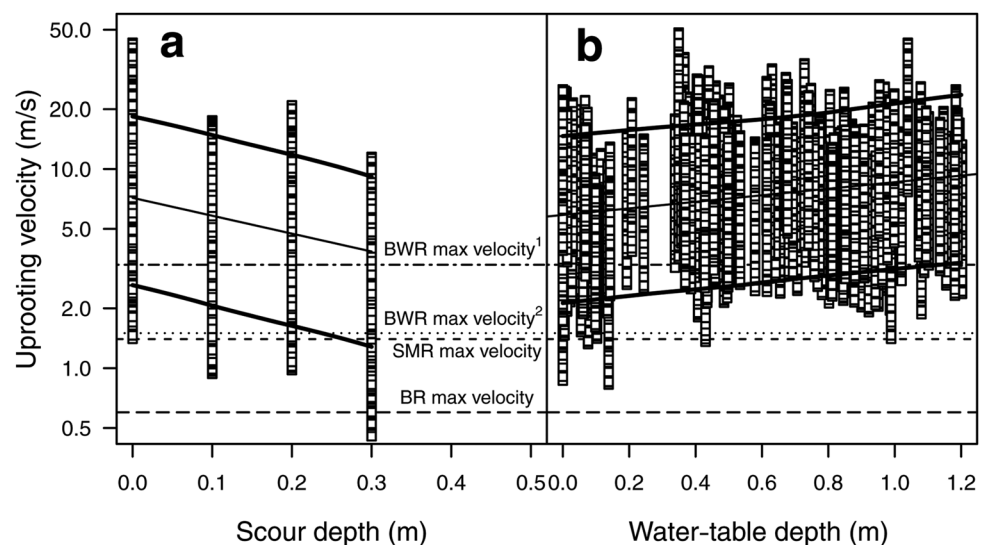 a
b
50.0
20.0
10.0
5.0
2.0
1.0
0.5
Uprooting velocity (m/s)
BWR max velocity¹
BWR max velocity²
SMR max velocity
BR max velocity
0.0 0.1 0.2 0.3 0.4 0.5
0.0 0.2 0.4 0.6 0.8 1.0 1.2
Scour depth (m)
Water-table depth (m)